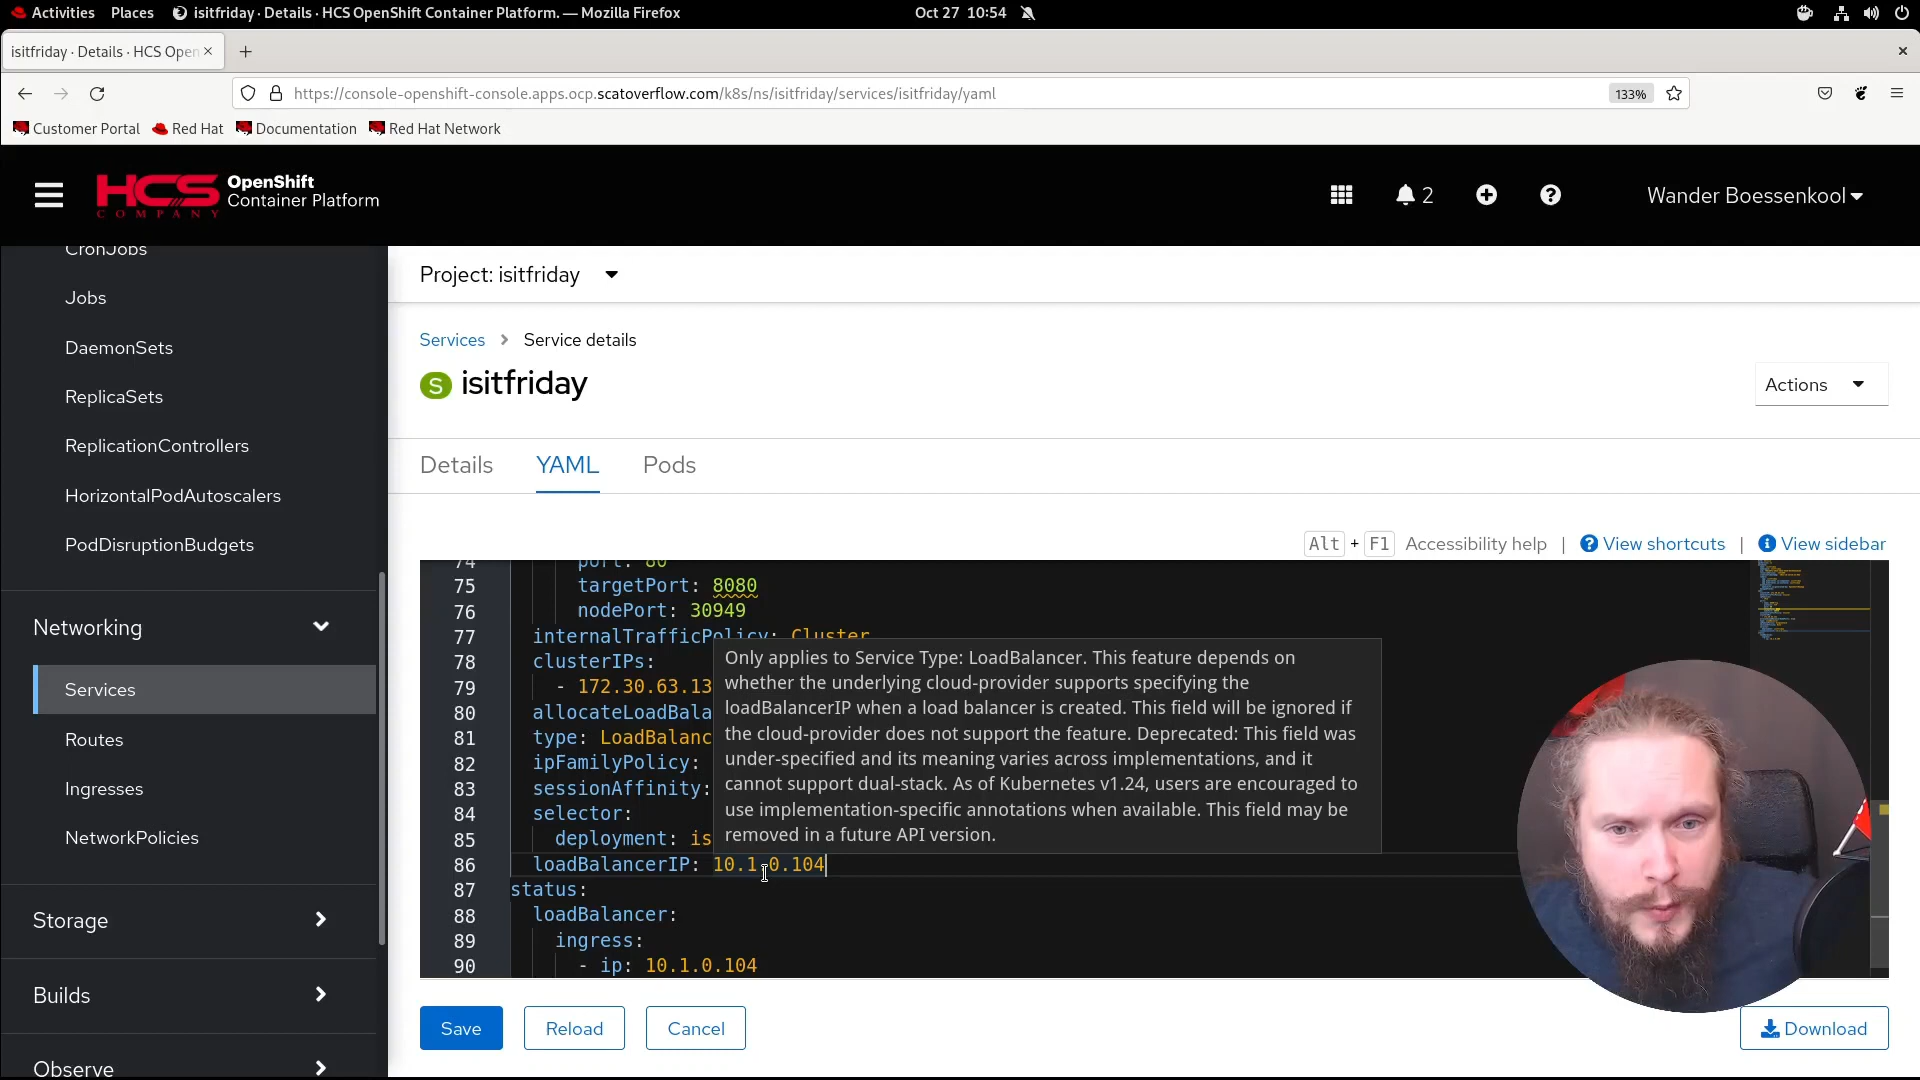 Activities Places isitfriday · Details · HCS OpenShift Container Platform. — Mozilla Firefox Oct 27 10:54
isitfriday · Details · HCS Open
https://console-openshift-console.apps.ocp.scatoverflow.com/k8s/ns/isitfriday/services/isitfriday/yaml 133%
Customer Portal Red Hat Documentation Red Hat Network
HCS COMPANY OpenShift Container Platform 2 Wander Boessenkool
CronJobs
Jobs
DaemonSets
ReplicaSets
ReplicationControllers
HorizontalPodAutoscalers
PodDisruptionBudgets
Networking
Services
Routes
Ingresses
NetworkPolicies
Storage
Builds
Observe
Project: isitfriday
Services > Service details
S isitfriday
Actions
Details YAML Pods
Alt + F1 Accessibility help | View shortcuts | View sidebar
74 port: 80
75 targetPort: 8080
76 nodePort: 30949
77 internalTrafficPolicy: Cluster
78 clusterIPs:
79 - 172.30.63.13
80 allocateLoadBala
81 type: LoadBalanc
82 ipFamilyPolicy:
83 sessionAffinity:
84 selector:
85 deployment: is
86 loadBalancerIP: 10.1.0.104
87 status:
88 loadBalancer:
89 ingress:
90 - ip: 10.1.0.104
Only applies to Service Type: LoadBalancer. This feature depends on
whether the underlying cloud-provider supports specifying the
loadBalancerIP when a load balancer is created. This field will be ignored if
the cloud-provider does not support the feature. Deprecated: This field was
under-specified and its meaning varies across implementations, and it
cannot support dual-stack. As of Kubernetes v1.24, users are encouraged to
use implementation-specific annotations when available. This field may be
removed in a future API version.
Save Reload Cancel Download